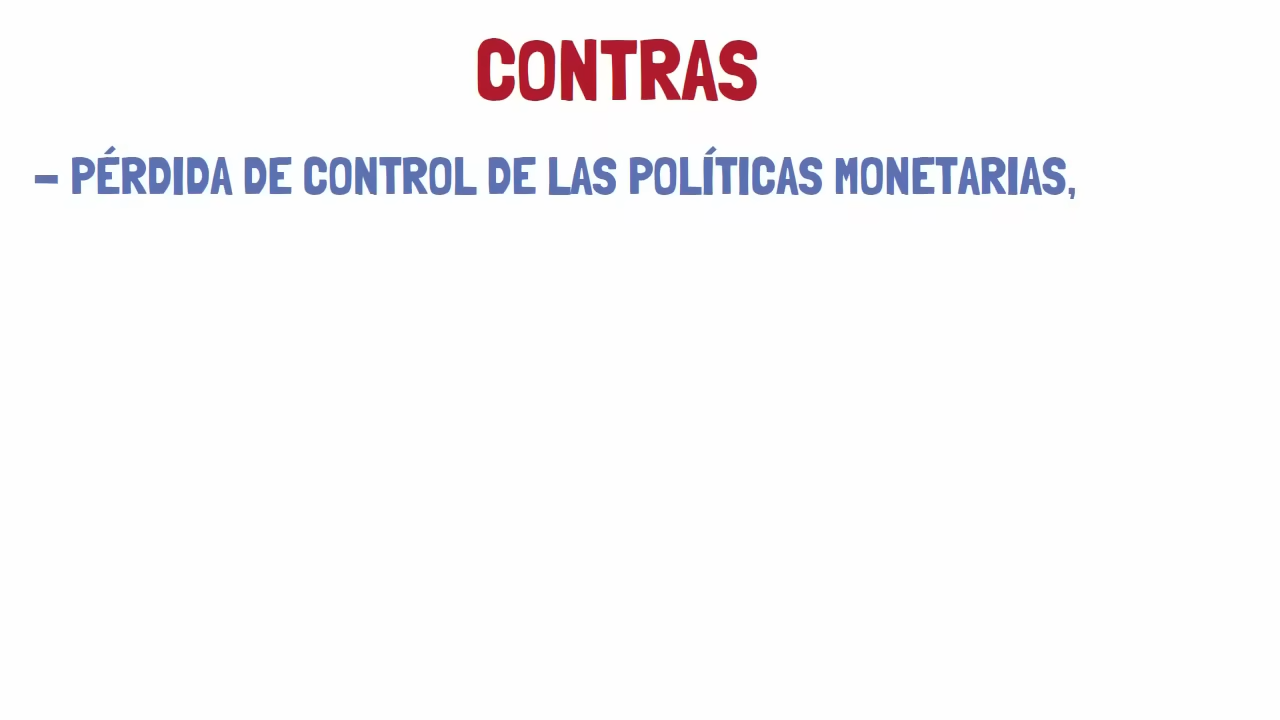 CONTRAS
- PÉRDIDA DE CONTROL DE LAS POLÍTICAS MONETARIAS,